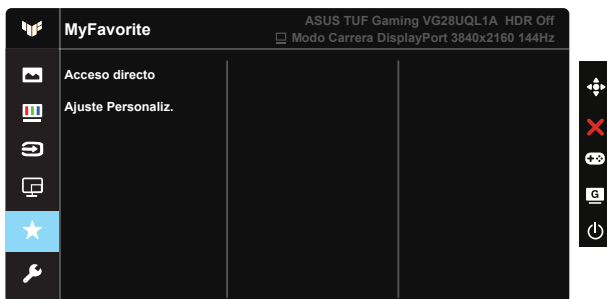 MyFavorite
ASUS TUF Gaming VG28UQL1A HDR Off
Modo Carrera DisplayPort 3840x2160 144Hz
Acceso directo
Ajuste Personaliz.
G